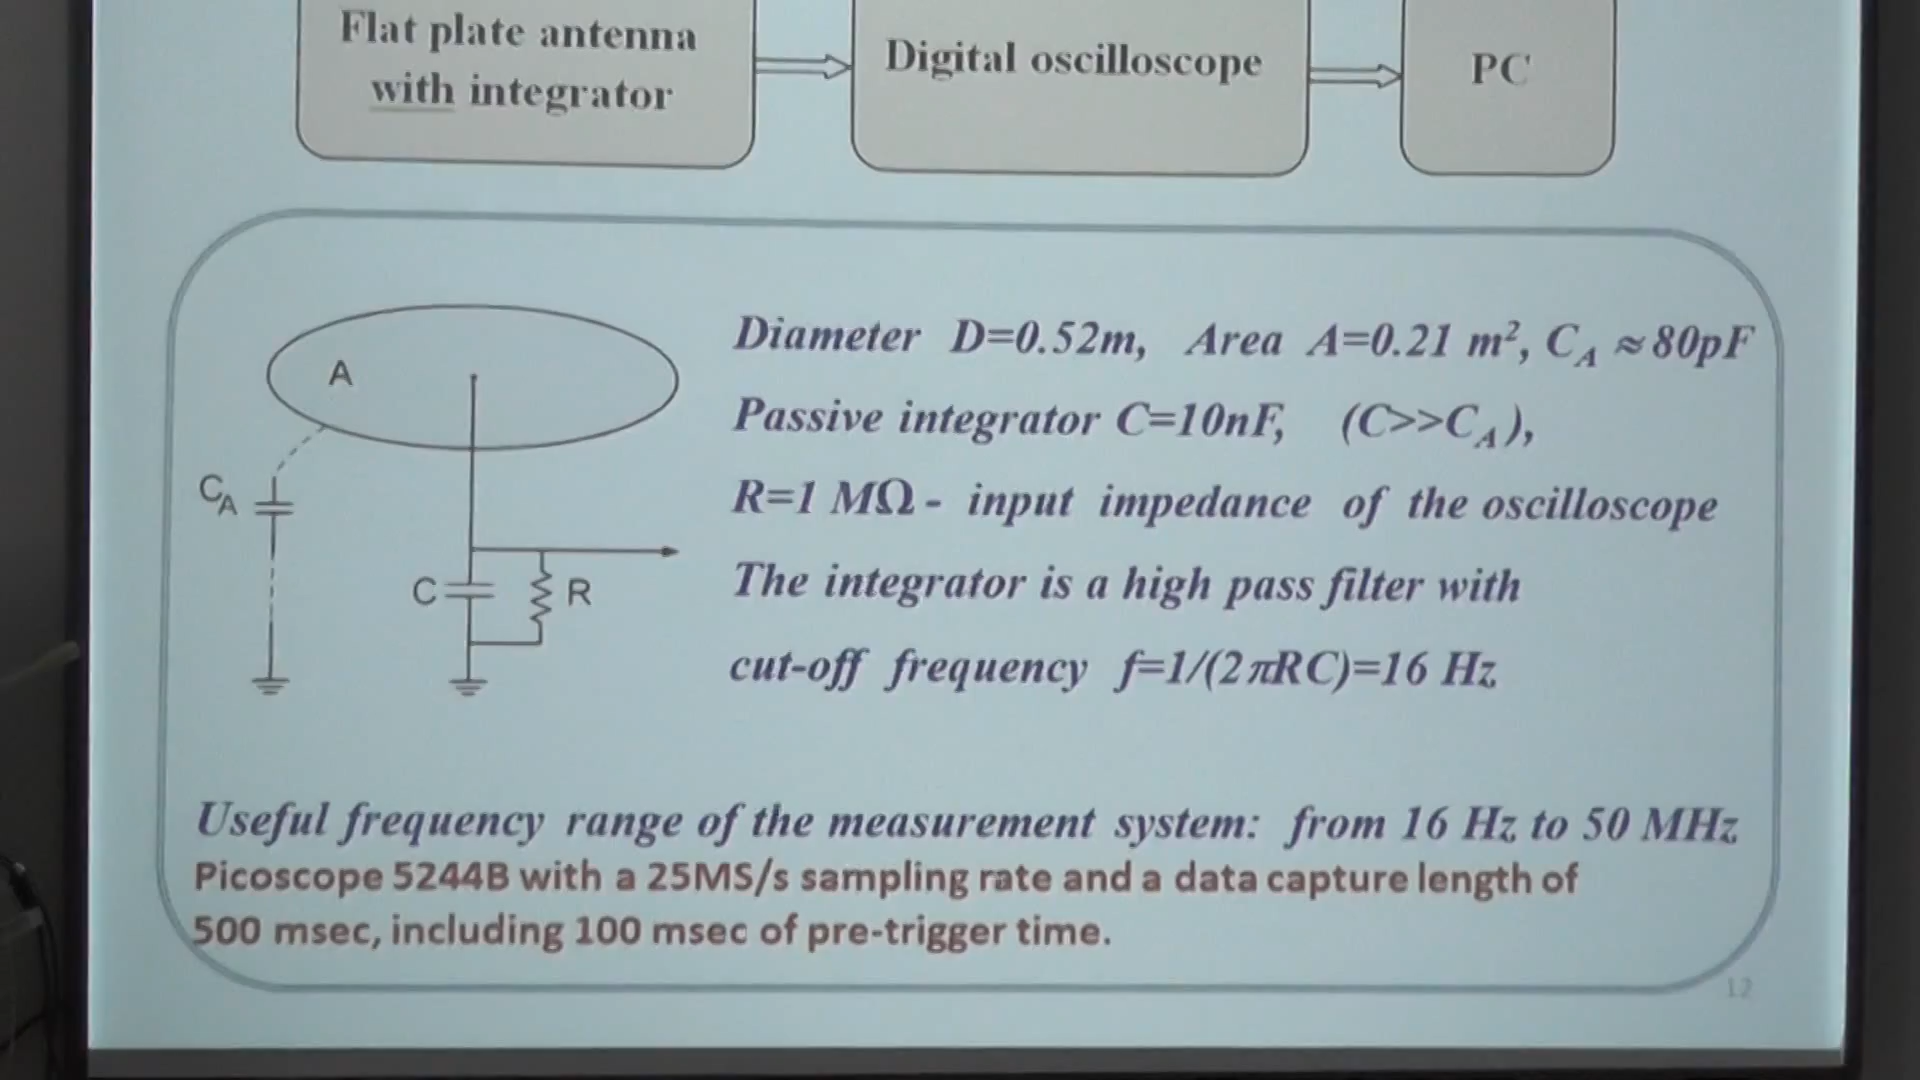 Flat plate antenna
with integrator
Digital oscilloscope
PC
A
C_A
C
R
Diameter D=0.52m, Area A=0.21 m², C_A ≈80pF
Passive integrator C=10nF, (C>>C_A),
R=1 MΩ - input impedance of the oscilloscope
The integrator is a high pass filter with
cut-off frequency f=1/(2πRC)=16 Hz
Useful frequency range of the measurement system: from 16 Hz to 50 MHz
Picoscope 5244B with a 25MS/s sampling rate and a data capture length of
500 msec, including 100 msec of pre-trigger time.
12